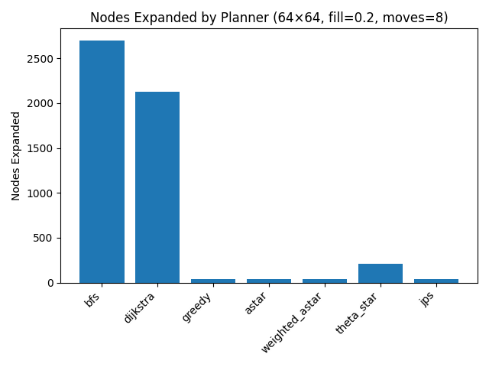 Nodes Expanded by Planner (64×64, fill=0.2, moves=8)
Nodes Expanded
2500
2000
1500
1000
500
0
bfs
dijkstra
greedy
astar
weighted_astar
theta_star
jps